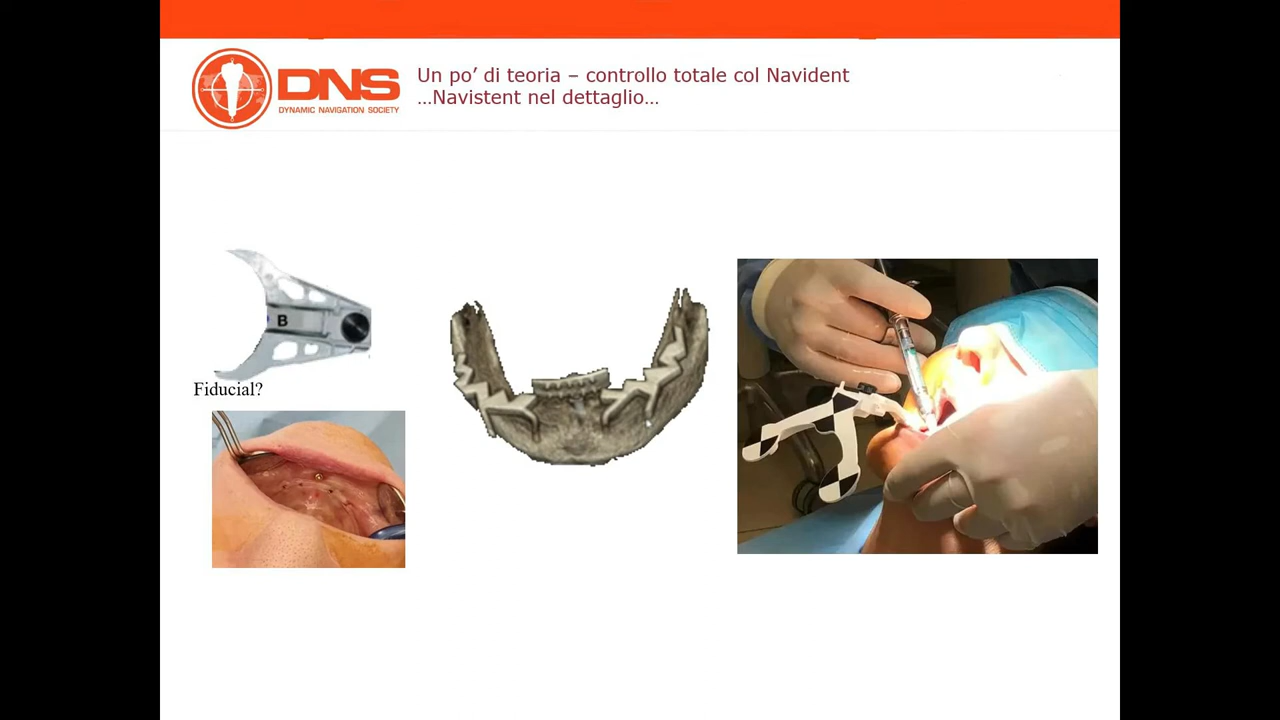 DNS
DYNAMIC NAVIGATION SOCIETY
Un po’ di teoria – controllo totale col Navident
…Navistent nel dettaglio…
B
Fiducial?